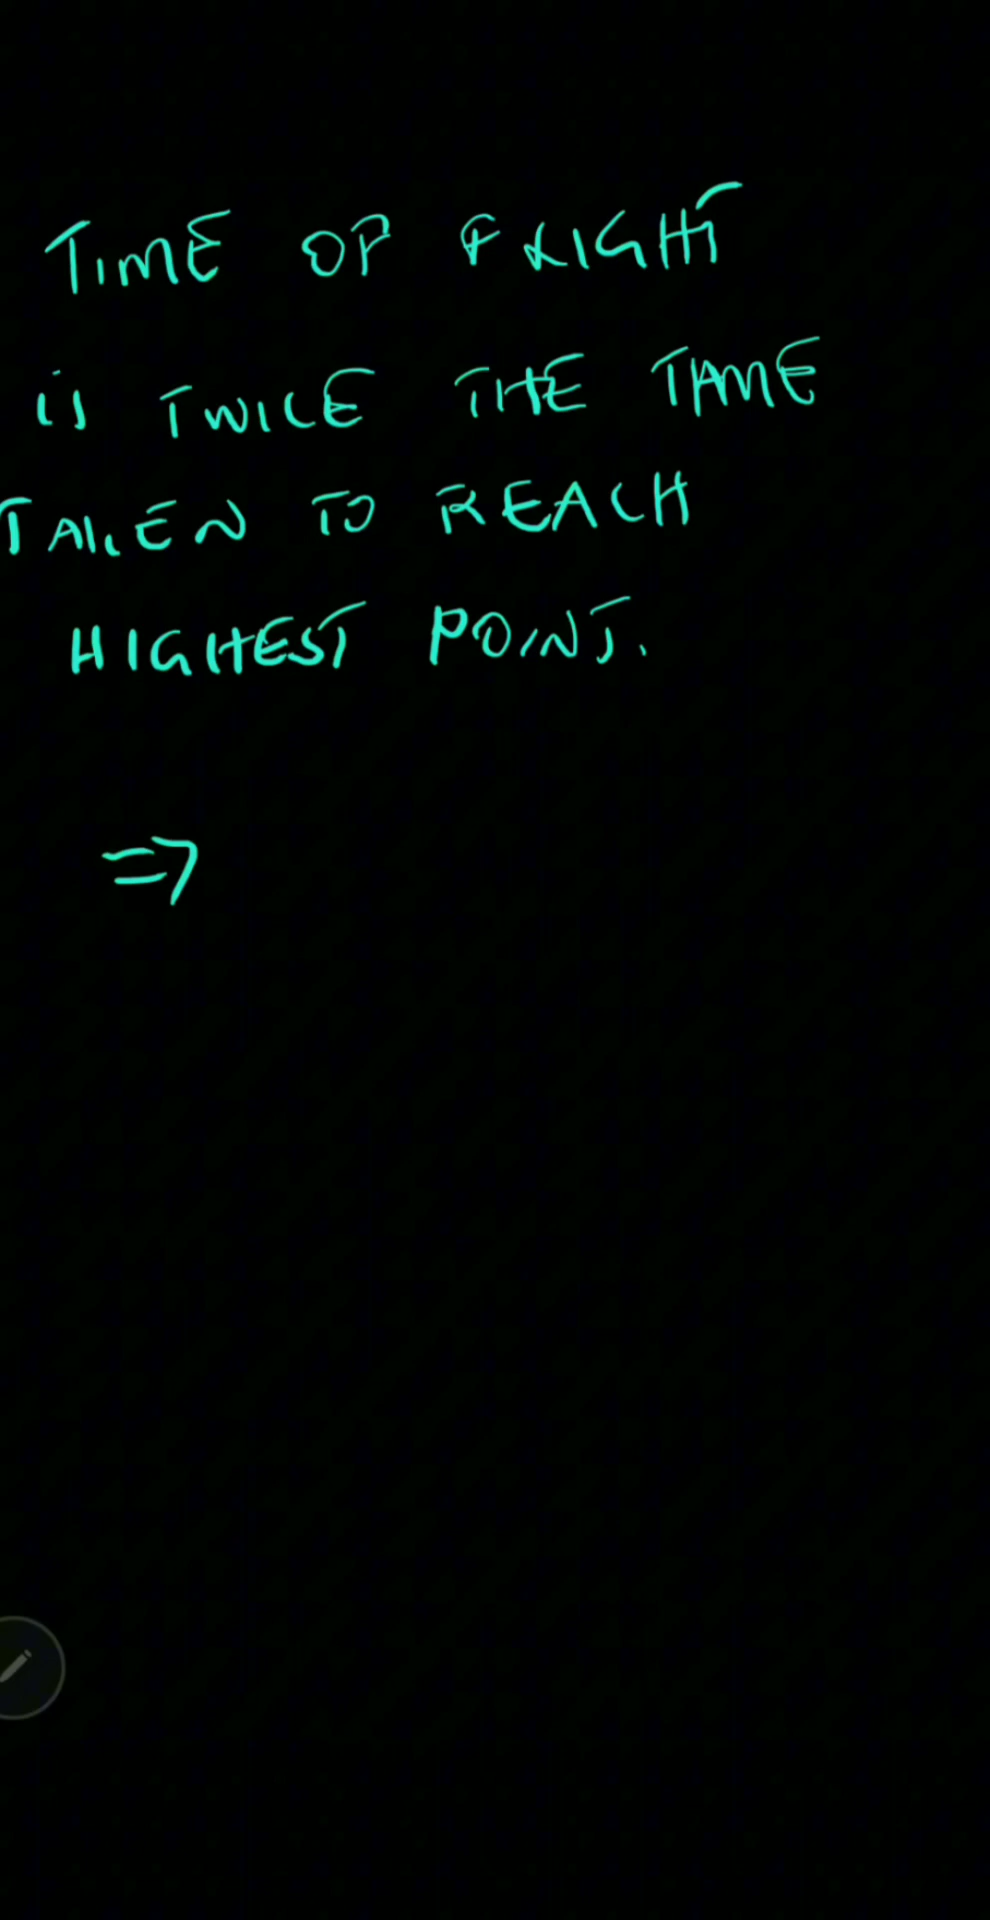 TIME OF FLIGHT
is TWICE THE TIME
TAKEN TO REACH
HIGHEST POINT.
=>